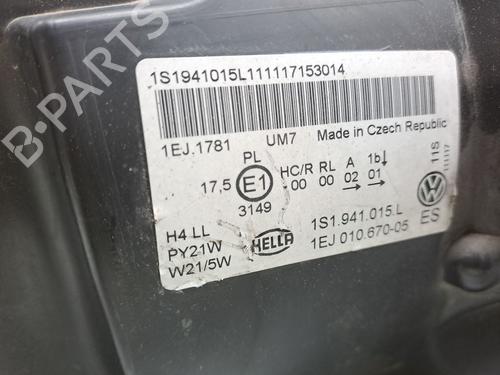 1S1941015L111117153014
1EJ.1781 UM7 Made in Czech Republic
PL HC/R RL A 1b↓
17,5 E1 00 00 02 01
3149
11S
11117
H4 LL
PY21W
W21/5W
HELLA
1S1.941.015.L
1EJ 010.670-05
ES
B-PARTS